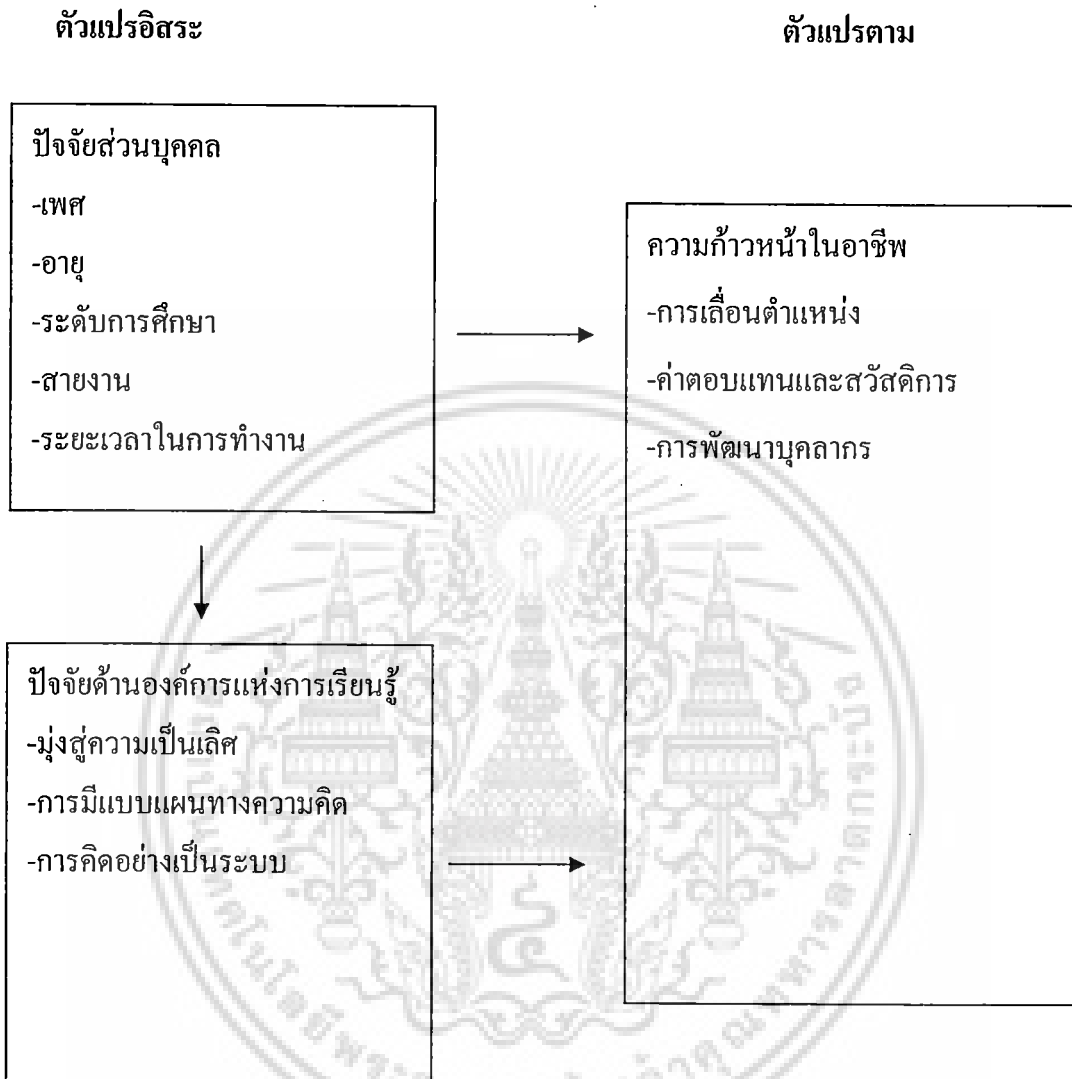 ตัวแปรอิสระ
ตัวแปรตาม
ปัจจัยส่วนบุคคล
-เพศ
-อายุ
-ระดับการศึกษา
-สายงาน
-ระยะเวลาในการทำงาน
ความก้าวหน้าในอาชีพ
-การเลื่อนตำแหน่ง
-ค่าตอบแทนและสวัสดิการ
-การพัฒนาบุคลากร
ปัจจัยด้านองค์การแห่งการเรียนรู้
-มุ่งสู่ความเป็นเลิศ
-การมีแบบแผนทางความคิด
-การคิดอย่างเป็นระบบ